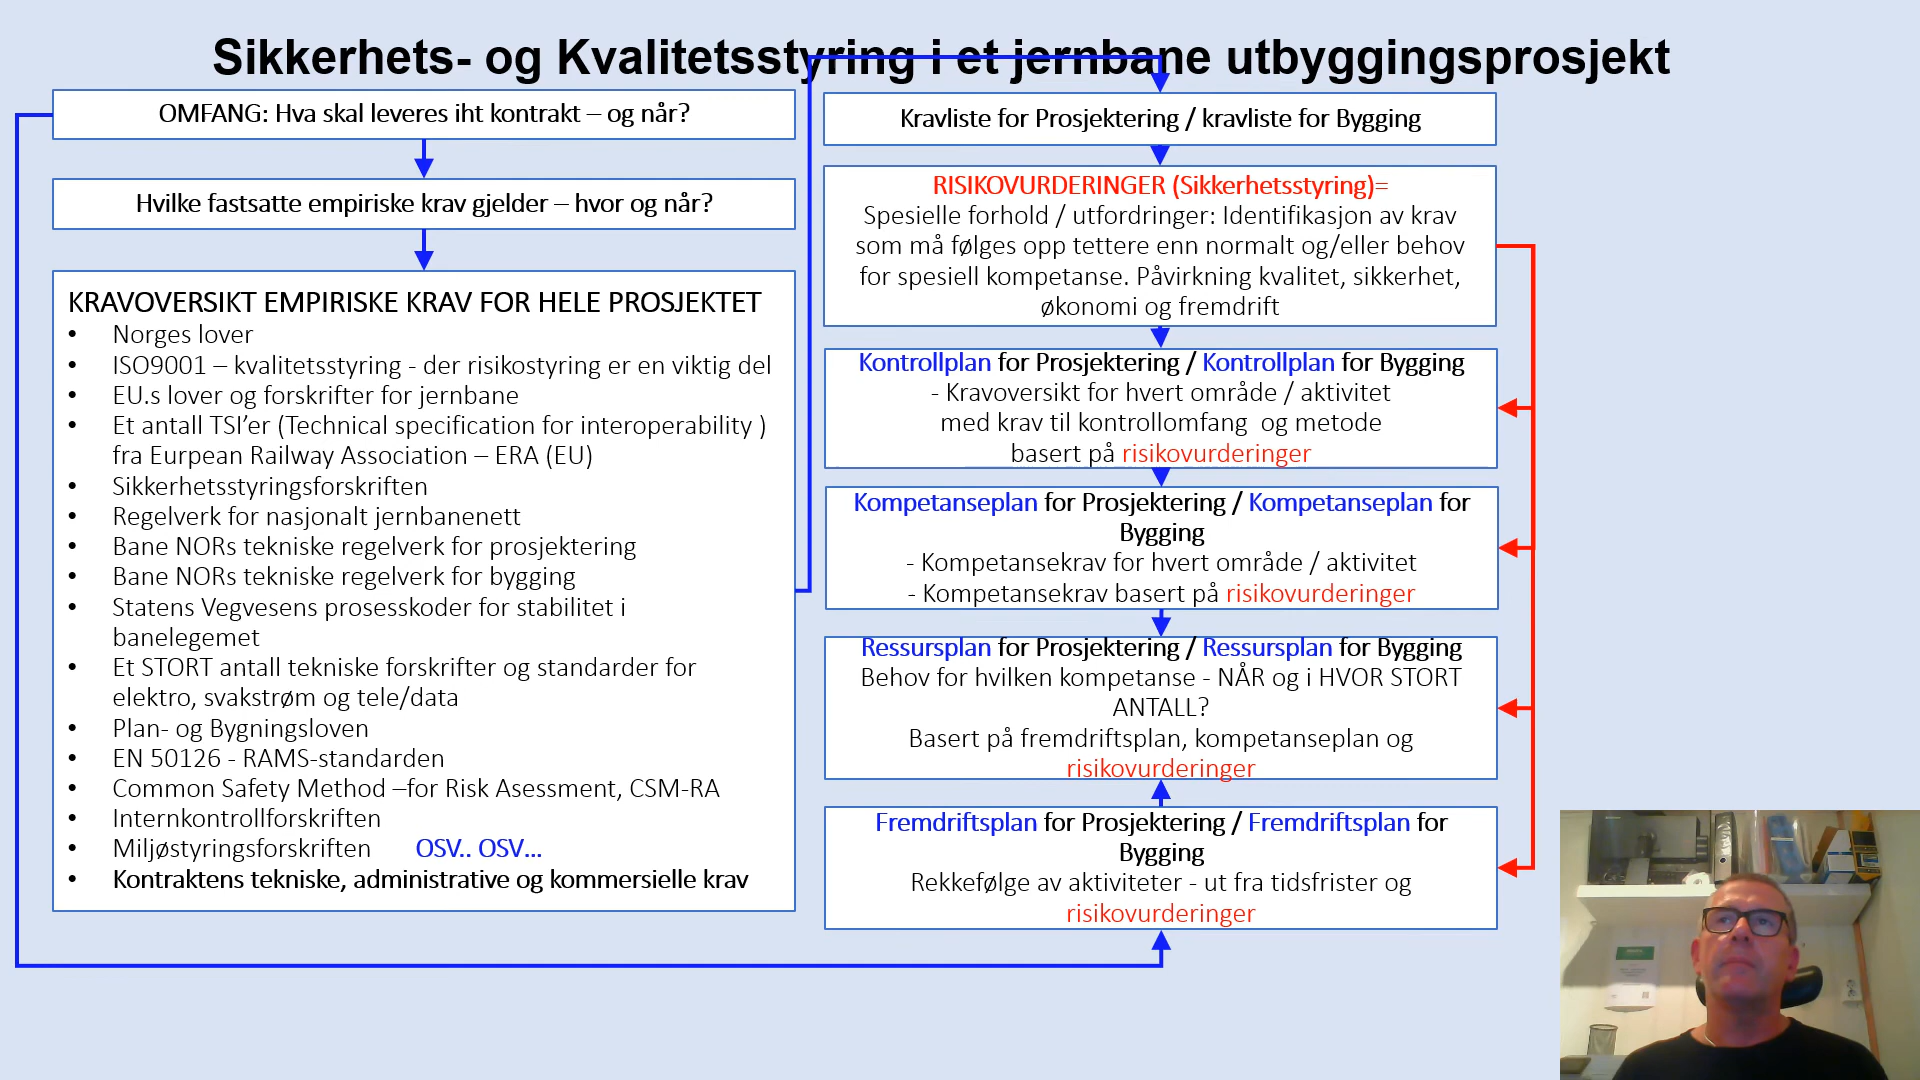 Sikkerhets- og Kvalitetsstyring i et jernbane utbyggingsprosjekt
OMFANG: Hva skal leveres iht kontrakt – og når?
Hvilke fastsatte empiriske krav gjelder – hvor og når?
KRAVOVERSIKT EMPIRISKE KRAV FOR HELE PROSJEKTET
• Norges lover
• ISO9001 – kvalitetsstyring - der risikostyring er en viktig del
• EU.s lover og forskrifter for jernbane
• Et antall TSI’er (Technical specification for interoperability )
fra Eurpean Railway Association – ERA (EU)
• Sikkerhetsstyringsforskriften
• Regelverk for nasjonalt jernbanenett
• Bane NORs tekniske regelverk for prosjektering
• Bane NORs tekniske regelverk for bygging
• Statens Vegvesens prosesskoder for stabilitet i
banelegemet
• Et STORT antall tekniske forskrifter og standarder for
elektro, svakstrøm og tele/data
• Plan- og Bygningsloven
• EN 50126 - RAMS-standarden
• Common Safety Method –for Risk Asessment, CSM-RA
• Internkontrollforskriften
• Miljøstyringsforskriften OSV.. OSV...
• Kontraktens tekniske, administrative og kommersielle krav
Kravliste for Prosjektering / kravliste for Bygging
RISIKOVURDERINGER (Sikkerhetsstyring)=
Spesielle forhold / utfordringer: Identifikasjon av krav
som må følges opp tettere enn normalt og/eller behov
for spesiell kompetanse. Påvirkning kvalitet, sikkerhet,
økonomi og fremdrift
Kontrollplan for Prosjektering / Kontrollplan for Bygging
- Kravoversikt for hvert område / aktivitet
med krav til kontrollomfang og metode
basert på risikovurderinger
Kompetanseplan for Prosjektering / Kompetanseplan for
Bygging
- Kompetansekrav for hvert område / aktivitet
- Kompetansekrav basert på risikovurderinger
Ressursplan for Prosjektering / Ressursplan for Bygging
Behov for hvilken kompetanse - NÅR og i HVOR STORT
ANTALL?
Basert på fremdriftsplan, kompetanseplan og
risikovurderinger
Fremdriftsplan for Prosjektering / Fremdriftsplan for
Bygging
Rekkefølge av aktiviteter - ut fra tidsfrister og
risikovurderinger